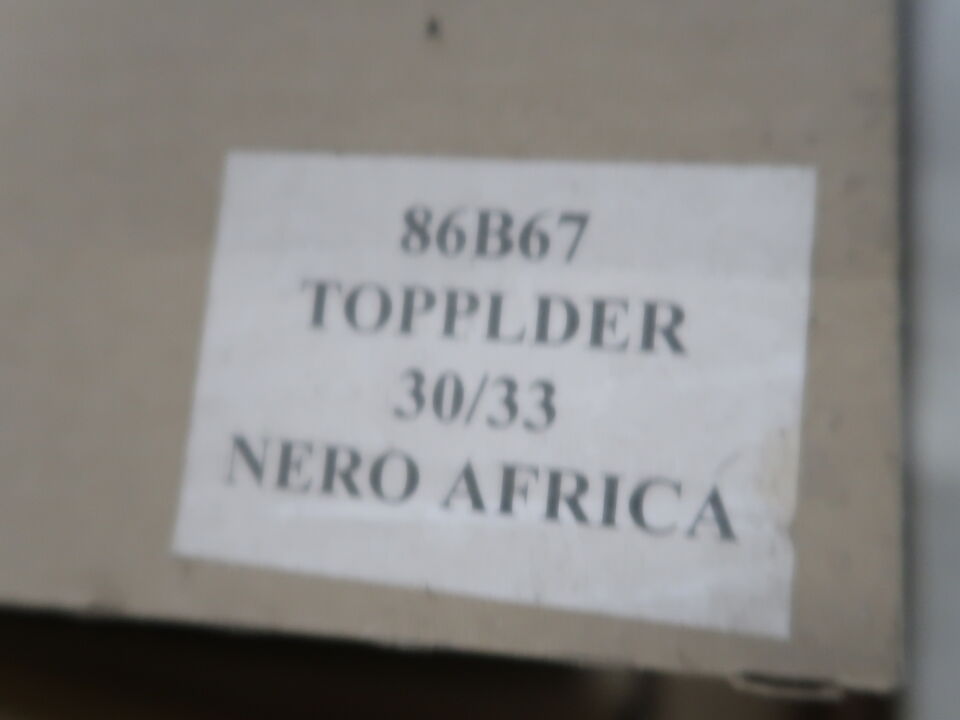 86B67
TOPPLDER
30/33
NERO AFRICA